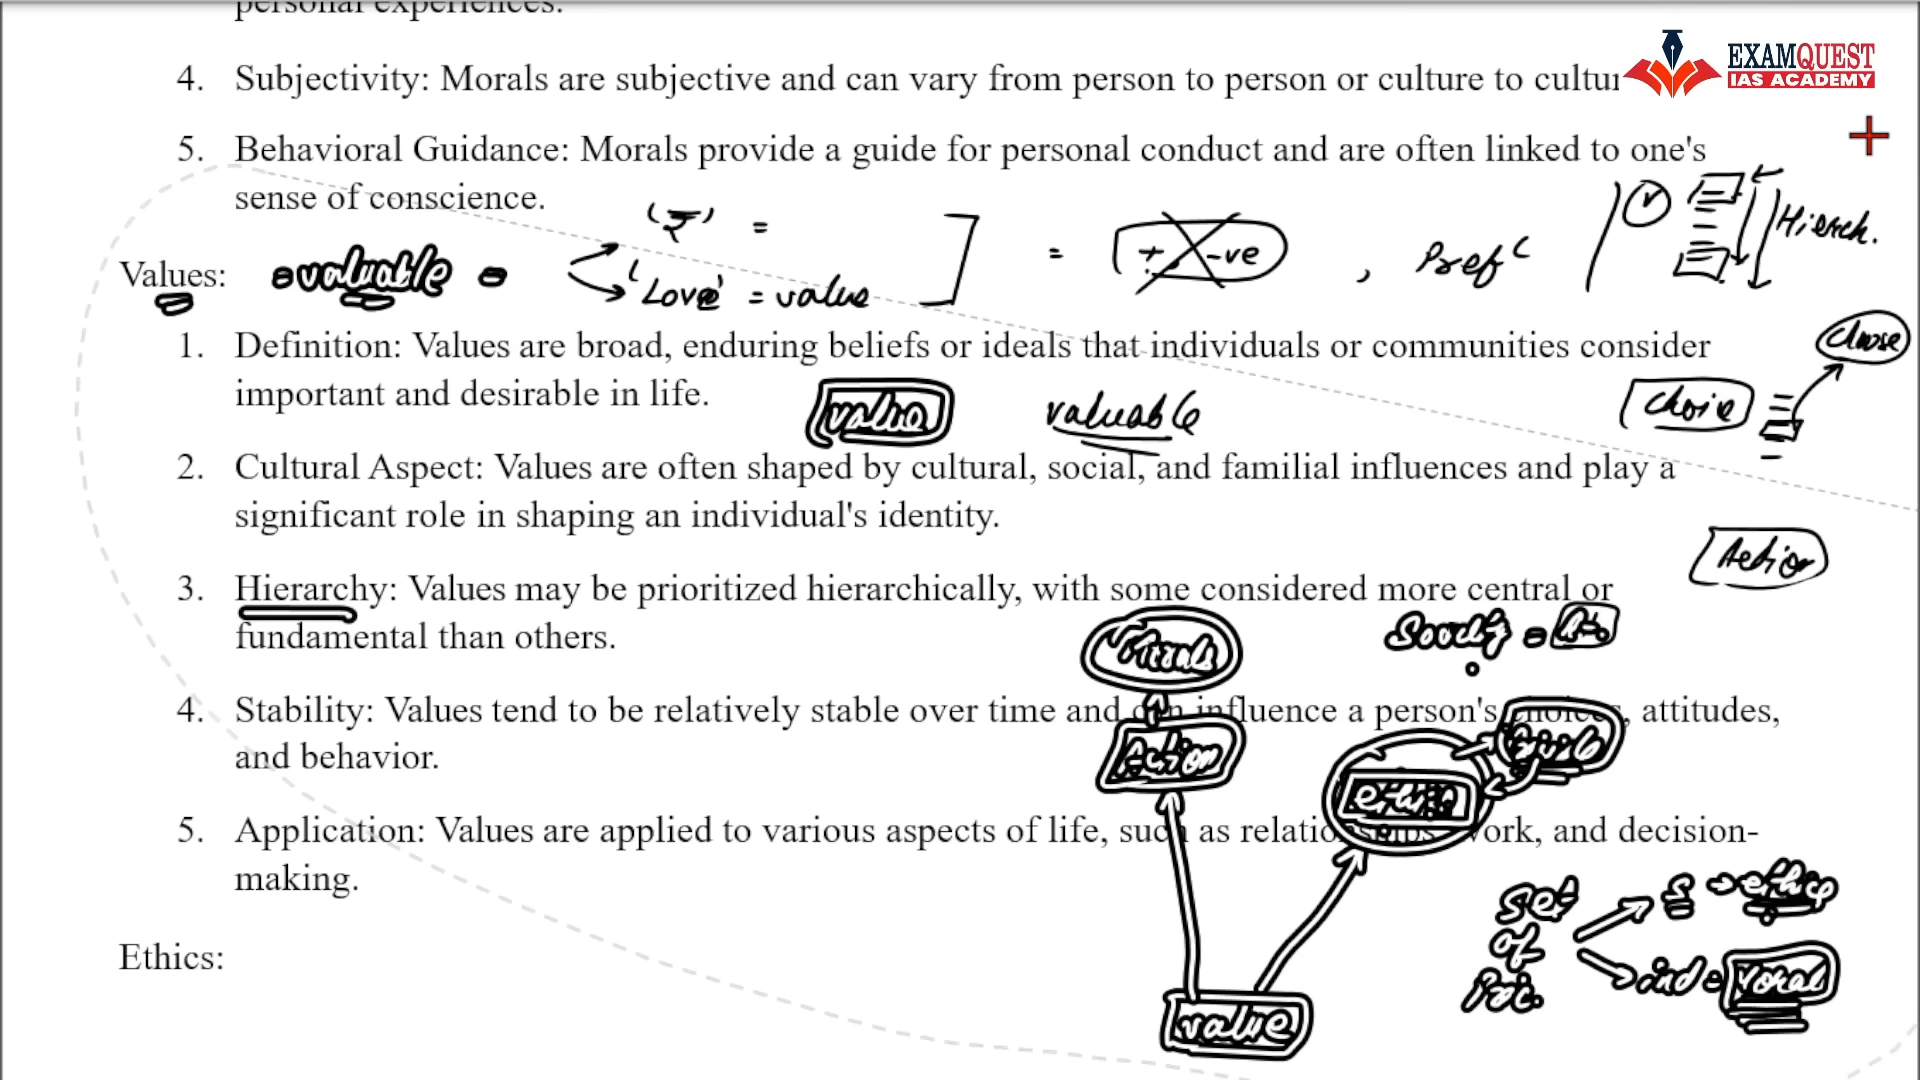 personal experiences.
EXAMQUEST
IAS ACADEMY
4. Subjectivity: Morals are subjective and can vary from person to person or culture to cultur
5. Behavioral Guidance: Morals provide a guide for personal conduct and are often linked to one's
sense of conscience.
'₹' =
Values: = valuable =
'Love' = value
= + , -ve , Pref
Hierch.
1. Definition: Values are broad, enduring beliefs or ideals that individuals or communities consider
choose
important and desirable in life.
value valuable choice
2. Cultural Aspect: Values are often shaped by cultural, social, and familial influences and play a
significant role in shaping an individual's identity.
Action
3. Hierarchy: Values may be prioritized hierarchically, with some considered more central or
fundamental than others.
Morals Society =
4. Stability: Values tend to be relatively stable over time and can influence a person's choices, attitudes,
and behavior.
Action
ethics
5. Application: Values are applied to various aspects of life, such as relationships, work, and decision-
making.
Set of S → ethics
ind = moral
Ethics:
value